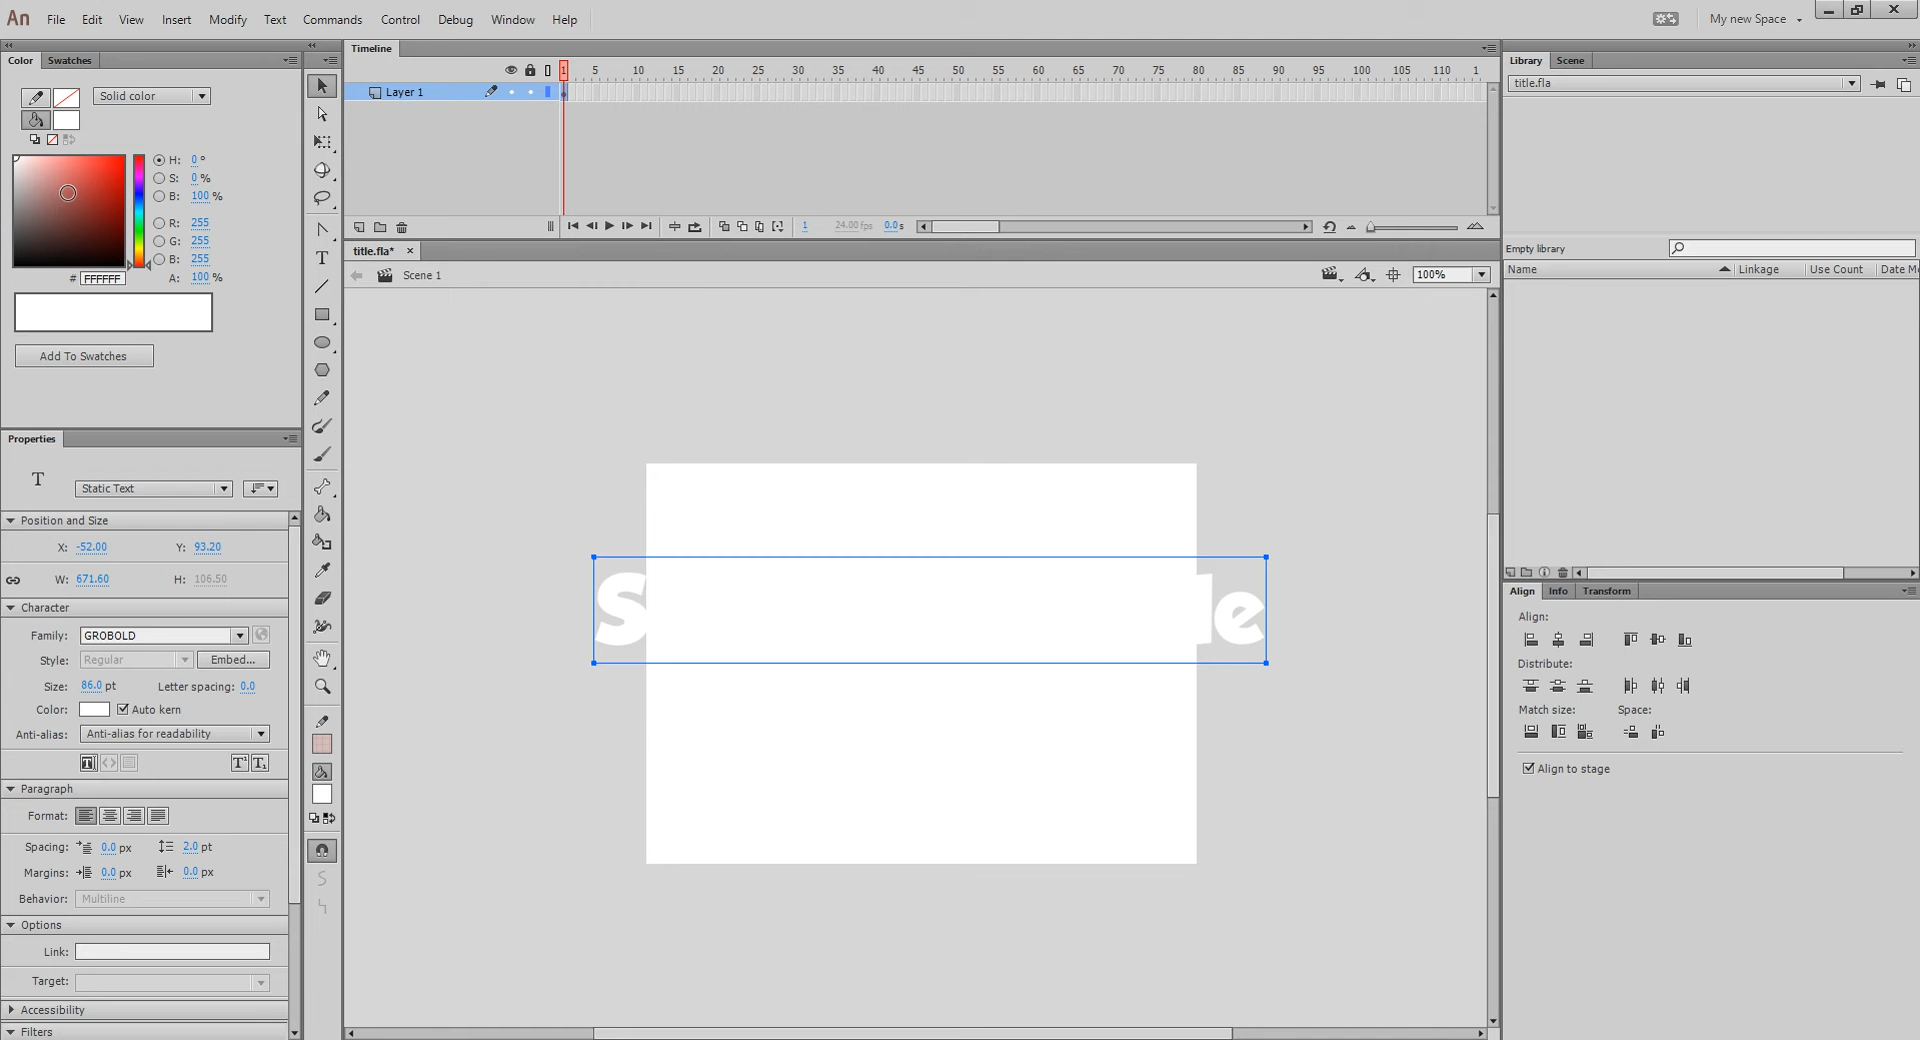 An File Edit View Insert Modify Text Commands Control Debug Window Help My new Space
Color Swatches
Solid color
H: 0 °
S: 0 %
B: 100 %
R: 255
G: 255
B: 255
# FFFFFF A: 100 %
Add To Swatches
Properties
T Static Text
Position and Size
X: -52.00 Y: 93.20
W: 671.60 H: 106.50
Character
Family: GROBOLD
Style: Regular Embed...
Size: 86.0 pt Letter spacing: 0.0
Color: Auto kern
Anti-alias: Anti-alias for readability
Paragraph
Format:
Spacing: 0.0 px 2.0 pt
Margins: 0.0 px 0.0 px
Behavior: Multiline
Options
Link:
Target:
Accessibility
Filters
Timeline
1 5 10 15 20 25 30 35 40 45 50 55 60 65 70 75 80 85 90 95 100 105 110 1
Layer 1
1 24.00 fps 0.0 s
title.fla* ×
Scene 1 100%
S e
Library Scene
title.fla
Empty library
Name Linkage Use Count Date M
Align Info Transform
Align:
Distribute:
Match size: Space:
Align to stage